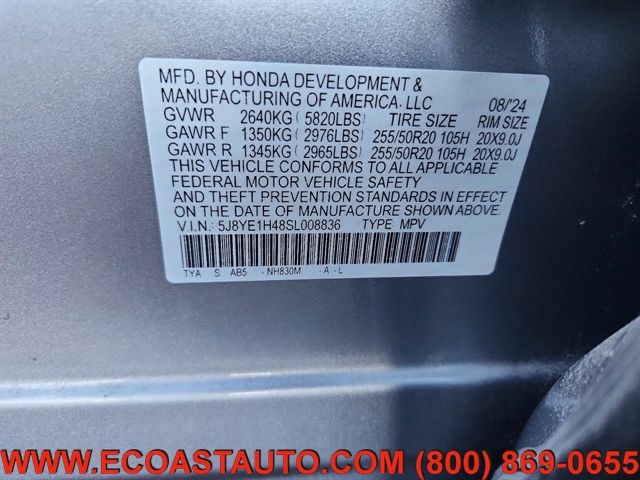 MFD. BY HONDA DEVELOPMENT &
MANUFACTURING OF AMERICA, LLC 08/'24
GVWR 2640KG( 5820LBS) TIRE SIZE RIM SIZE
GAWR F 1350KG( 2976LBS) 255/50R20 105H 20X9.0J
GAWR R 1345KG( 2965LBS) 255/50R20 105H 20X9.0J
THIS VEHICLE CONFORMS TO ALL APPLICABLE
FEDERAL MOTOR VEHICLE SAFETY
AND THEFT PREVENTION STANDARDS IN EFFECT
ON THE DATE OF MANUFACTURE SHOWN ABOVE.
V.I.N.: 5J8YE1H48SL008836 TYPE: MPV
TYA S AB5 -NH830M -A-L
WWW.ECOASTAUTO.COM (800) 869-0655